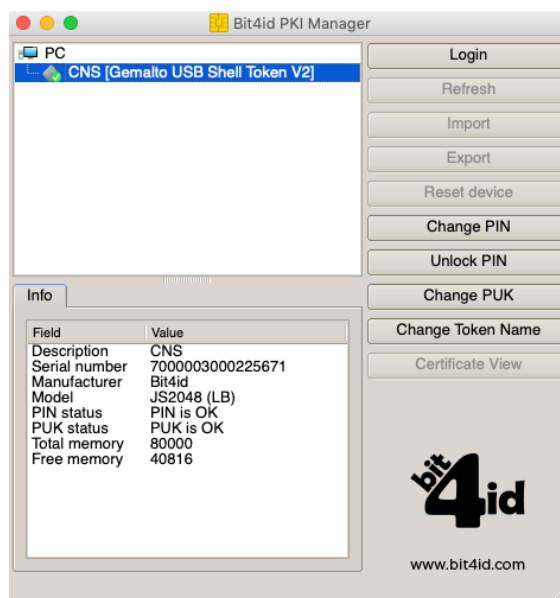 Bit4id PKI Manager
PC
CNS [Gemalto USB Shell Token V2]
Login
Refresh
Import
Export
Reset device
Change PIN
Unlock PIN
Change PUK
Change Token Name
Certificate View
Info
Field Value
Description CNS
Serial number 7000003000225671
Manufacturer Bit4id
Model JS2048 (LB)
PIN status PIN is OK
PUK status PUK is OK
Total memory 80000
Free memory 40816
bit4id
www.bit4id.com